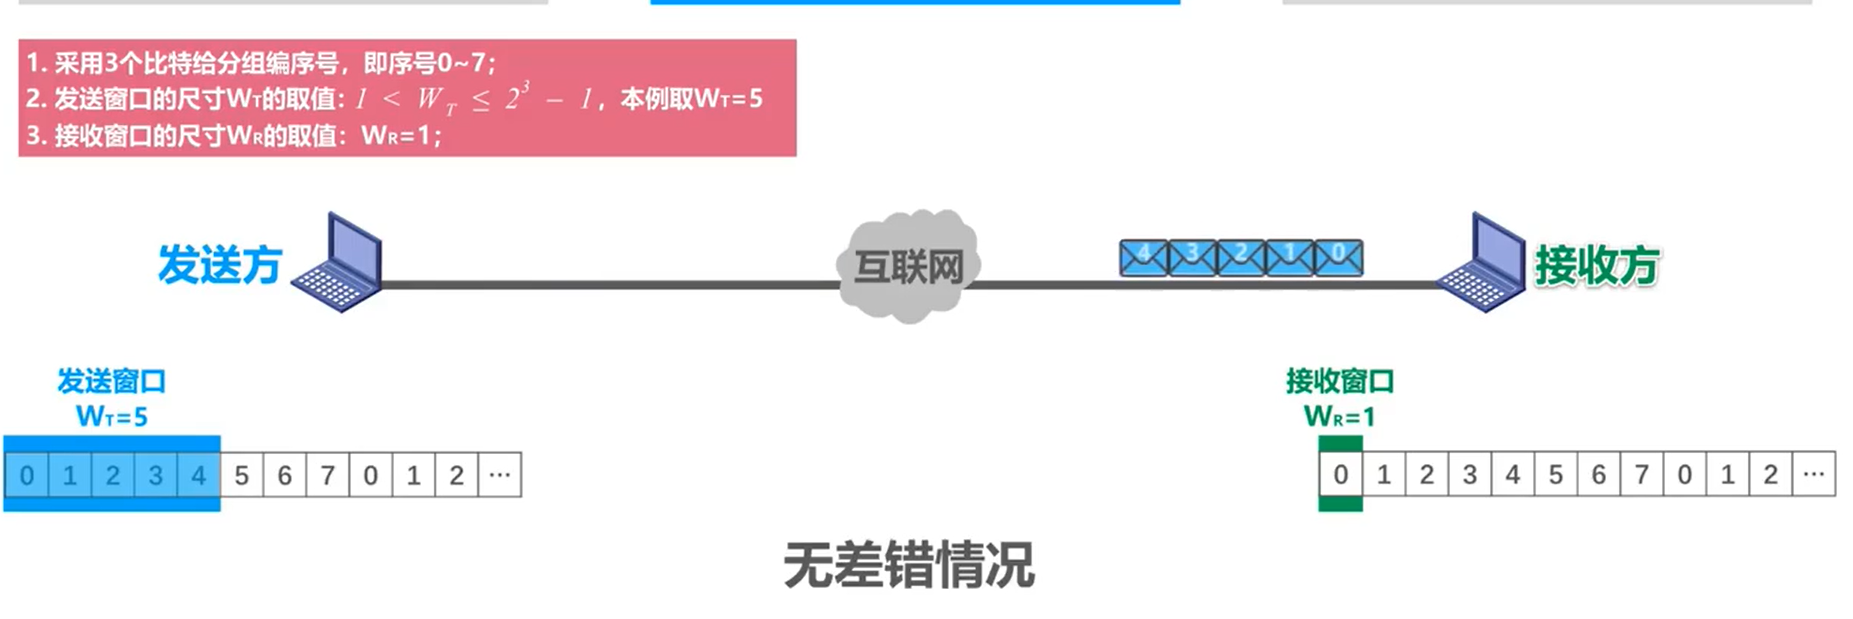 1. 采用3个比特给分组编序号，即序号0~7；
2. 发送窗口的尺寸WT的取值：1 < W_T ≤ 2³ − 1，本例取WT=5
3. 接收窗口的尺寸WR的取值：WR=1；
发送方
互联网
4 3 2 1 0
接收方
发送窗口
WT=5
接收窗口
WR=1
0 1 2 3 4 5 6 7 0 1 2 …
0 1 2 3 4 5 6 7 0 1 2 …
无差错情况